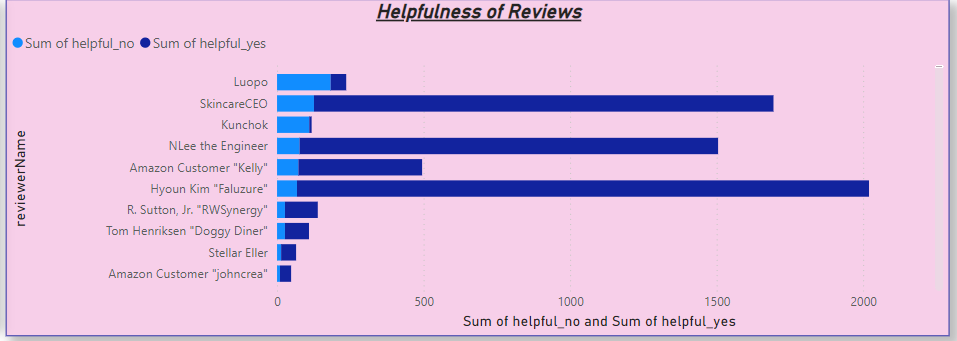 Helpfulness of Reviews
Sum of helpful_no Sum of helpful_yes
reviewerName
Luopo
SkincareCEO
Kunchok
NLee the Engineer
Amazon Customer "Kelly"
Hyoun Kim "Faluzure"
R. Sutton, Jr. "RWSynergy"
Tom Henriksen "Doggy Diner"
Stellar Eller
Amazon Customer "johncrea"
0 500 1000 1500 2000
Sum of helpful_no and Sum of helpful_yes